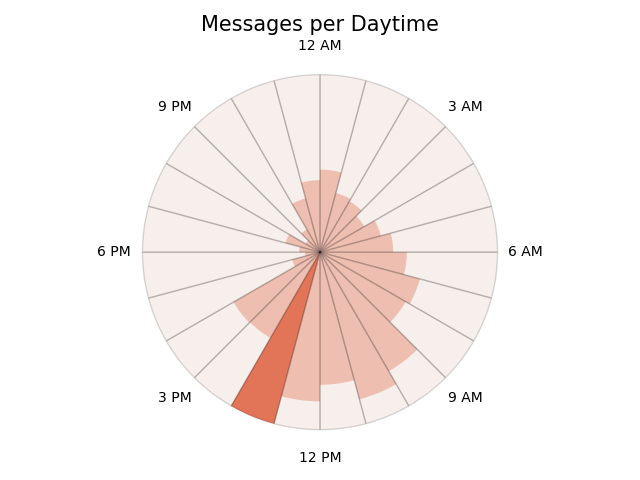 Messages per Daytime
12 AM
9 PM
3 AM
6 PM
6 AM
3 PM
9 AM
12 PM